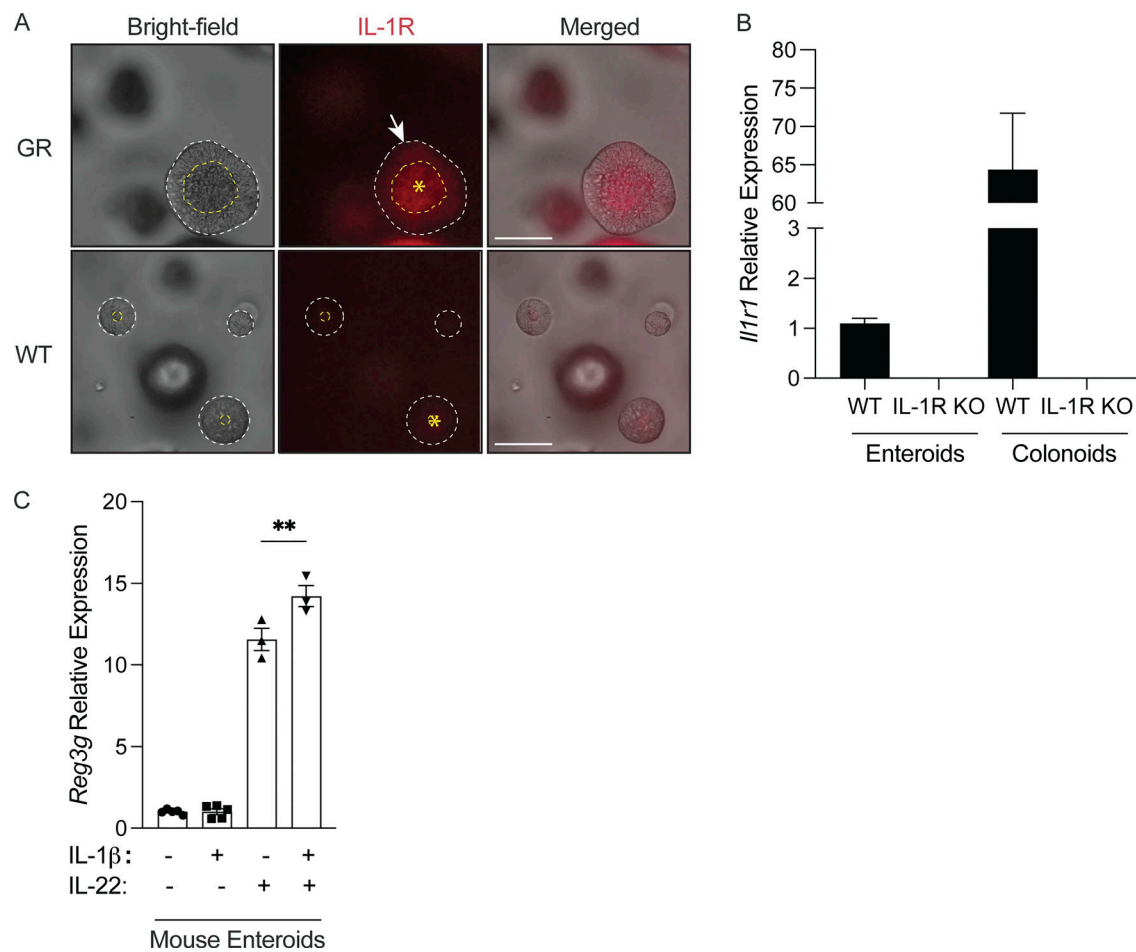 A
Bright-field
IL-1R
Merged
GR
*
WT
*
B
Il1r1 Relative Expression
80
75
70
65
60
3
2
1
0
WT IL-1R KO WT IL-1R KO
Enteroids Colonoids
C
Reg3g Relative Expression
20
15
10
5
0
**
IL-1β: - + - +
IL-22: - - + +
Mouse Enteroids